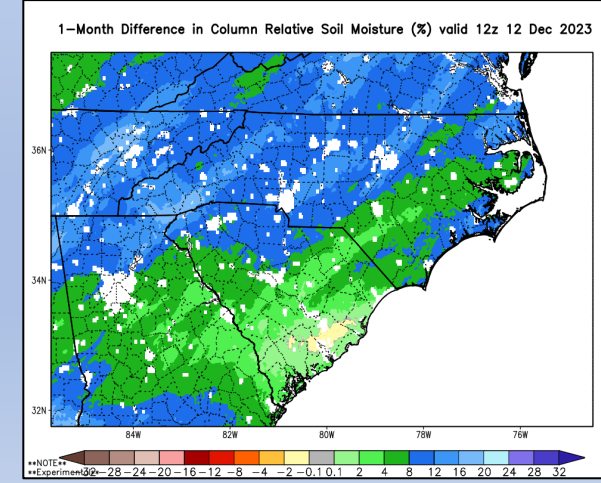 1-Month Difference in Column Relative Soil Moisture (%) valid 12z 12 Dec 2023
36N
34N
32N
84W 82W 80W 78W 76W
**NOTE**
**Experimental** -32 -28 -24 -20 -16 -12 -8 -4 -2 -0.1 0.1 2 4 8 12 16 20 24 28 32